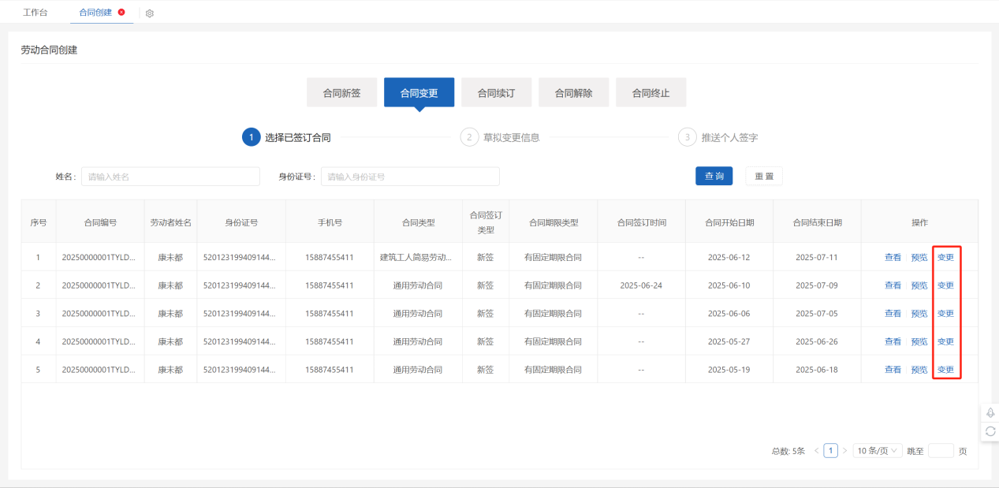 工作台 合同创建
劳动合同创建
合同新签 合同变更 合同续订 合同解除 合同终止
1 选择已签订合同 2 草拟变更信息 3 推送个人签字
姓名: 请输入姓名 身份证号: 请输入身份证号 查 询 重 置
序号 合同编号 劳动者姓名 身份证号 手机号 合同类型 合同签订类型 合同期限类型 合同签订时间 合同开始日期 合同结束日期 操作
1 20250000001TYLD... 康未都 520123199409144... 15887455411 建筑工人简易劳动... 新签 有固定期限合同 -- 2025-06-12 2025-07-11 查看 预览 变更
2 20250000001TYLD... 康未都 520123199409144... 15887455411 通用劳动合同 新签 有固定期限合同 2025-06-24 2025-06-10 2025-07-09 查看 预览 变更
3 20250000001TYLD... 康未都 520123199409144... 15887455411 通用劳动合同 新签 有固定期限合同 -- 2025-06-06 2025-07-05 查看 预览 变更
4 20250000001TYLD... 康未都 520123199409144... 15887455411 通用劳动合同 新签 有固定期限合同 -- 2025-05-27 2025-06-26 查看 预览 变更
5 20250000001TYLD... 康未都 520123199409144... 15887455411 通用劳动合同 新签 有固定期限合同 -- 2025-05-19 2025-06-18 查看 预览 变更
总数: 5条 < 1 > 10 条/页 跳至 页